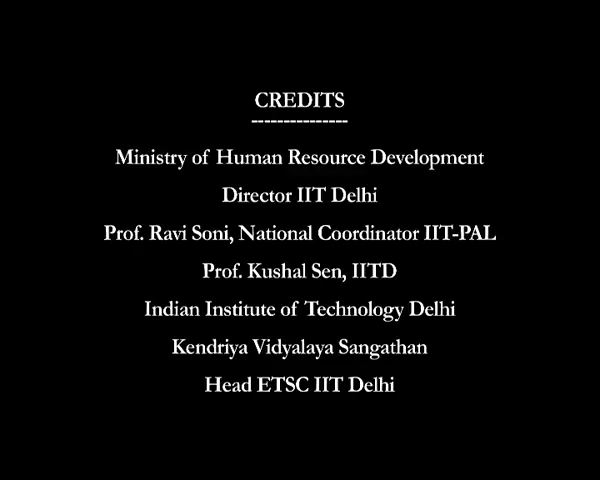 CREDITS
---------------
Ministry of Human Resource Development
Director IIT Delhi
Prof. Ravi Soni, National Coordinator IIT-PAL
Prof. Kushal Sen, IITD
Indian Institute of Technology Delhi
Kendriya Vidyalaya Sangathan
Head ETSC IIT Delhi